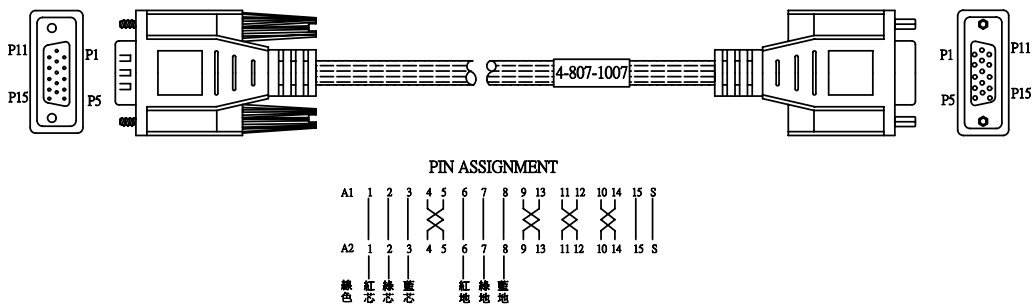 P11
P1
P15
P5
4-807-1007
P1
P11
P5
P15
PIN ASSIGNMENT
A1 1 2 3 4 5 6 7 8 9 13 11 12 10 14 15 S
A2 1 2 3 4 5 6 7 8 9 13 11 12 10 14 15 S
線色 紅芯 綠芯 藍芯 紅地 綠地 藍地